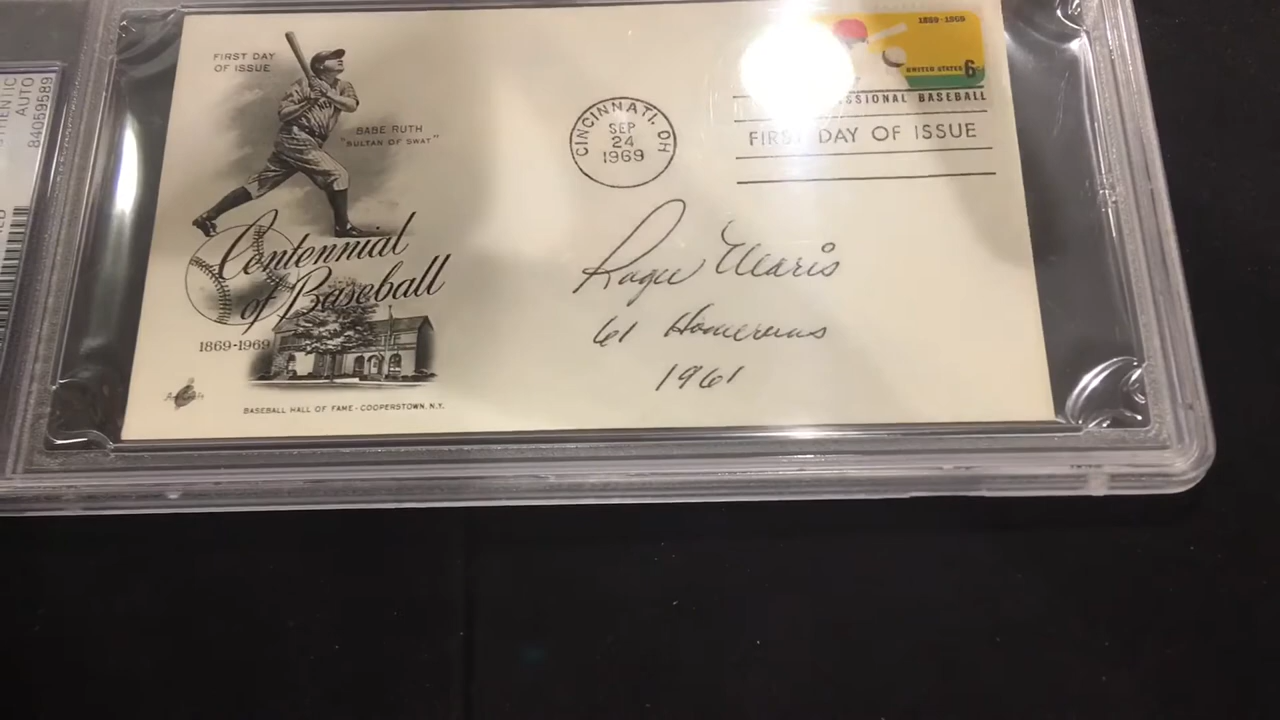 FIRST DAY
OF ISSUE
BABE RUTH
"SULTAN OF SWAT"
Centennial
of Baseball
1869-1969
BASEBALL HALL OF FAME - COOPERSTOWN, N.Y.
CINCINNATI, OH
SEP
24
1969
1869-1969
UNITED STATES 6c
BASEBALL
FIRST DAY OF ISSUE
Roger Maris
61 Homeruns
1961
AUTO
84059589